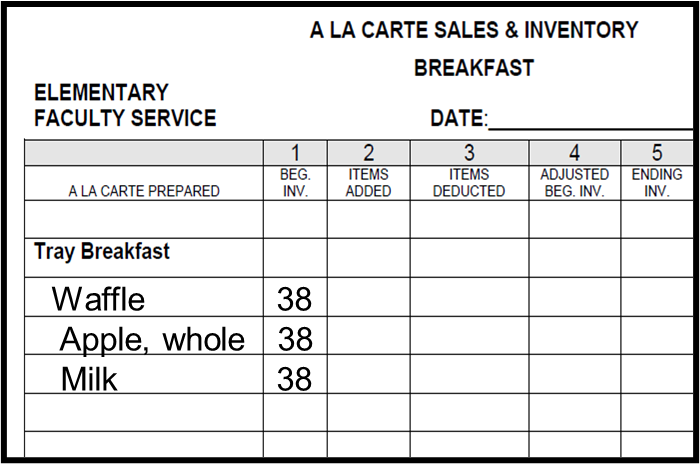 A LA CARTE SALES & INVENTORY
BREAKFAST
ELEMENTARY
FACULTY SERVICE
DATE:
1 2 3 4 5
A LA CARTE PREPARED BEG. INV. ITEMS ADDED ITEMS DEDUCTED ADJUSTED BEG. INV. ENDING INV.
Tray Breakfast
Waffle 38
Apple, whole 38
Milk 38